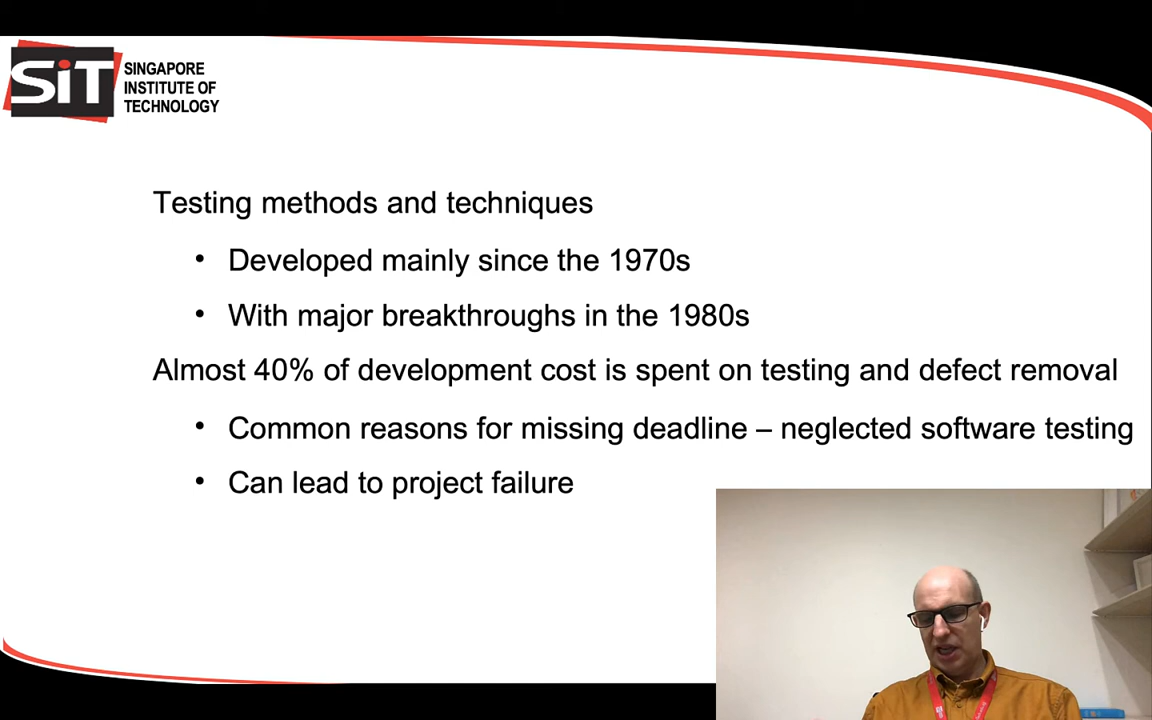 SiT
SINGAPORE
INSTITUTE OF
TECHNOLOGY
Testing methods and techniques
• Developed mainly since the 1970s
• With major breakthroughs in the 1980s
Almost 40% of development cost is spent on testing and defect removal
• Common reasons for missing deadline – neglected software testing
• Can lead to project failure